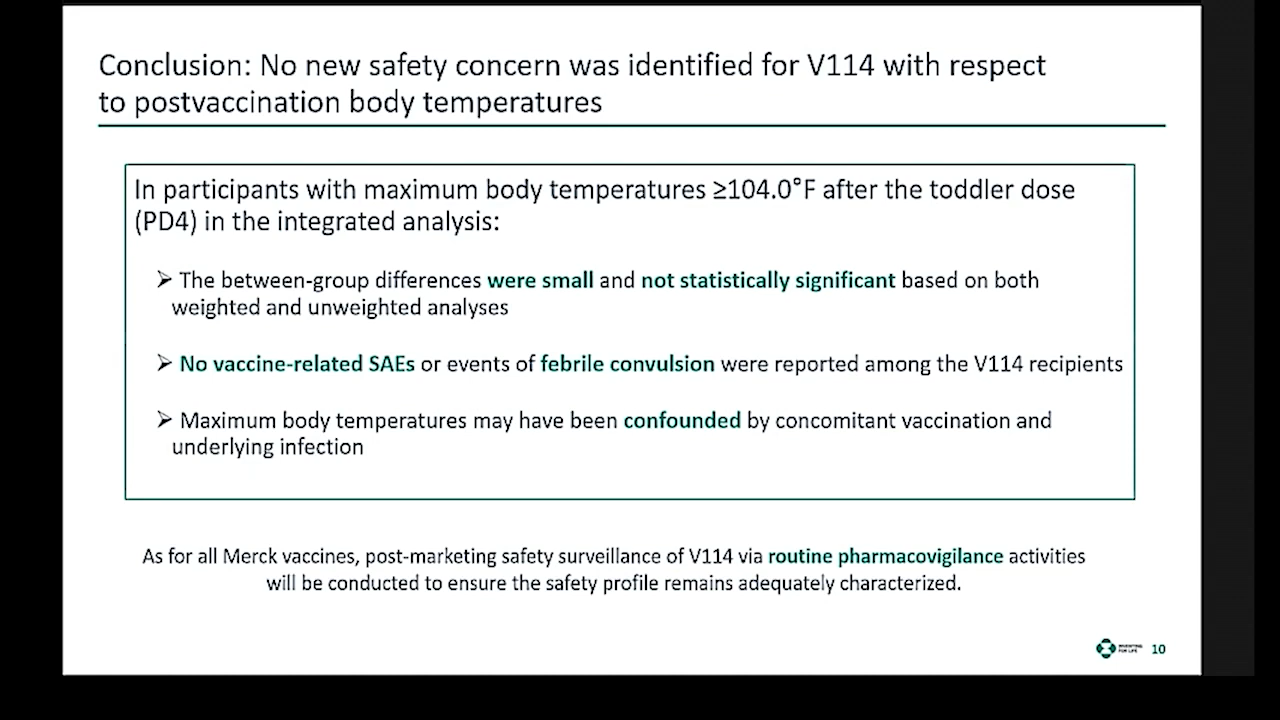 Conclusion: No new safety concern was identified for V114 with respect
to postvaccination body temperatures
In participants with maximum body temperatures ≥104.0°F after the toddler dose
(PD4) in the integrated analysis:
➢ The between-group differences were small and not statistically significant based on both
weighted and unweighted analyses
➢ No vaccine-related SAEs or events of febrile convulsion were reported among the V114 recipients
➢ Maximum body temperatures may have been confounded by concomitant vaccination and
underlying infection
As for all Merck vaccines, post-marketing safety surveillance of V114 via routine pharmacovigilance activities
will be conducted to ensure the safety profile remains adequately characterized.
INVENTING
FOR LIFE
10